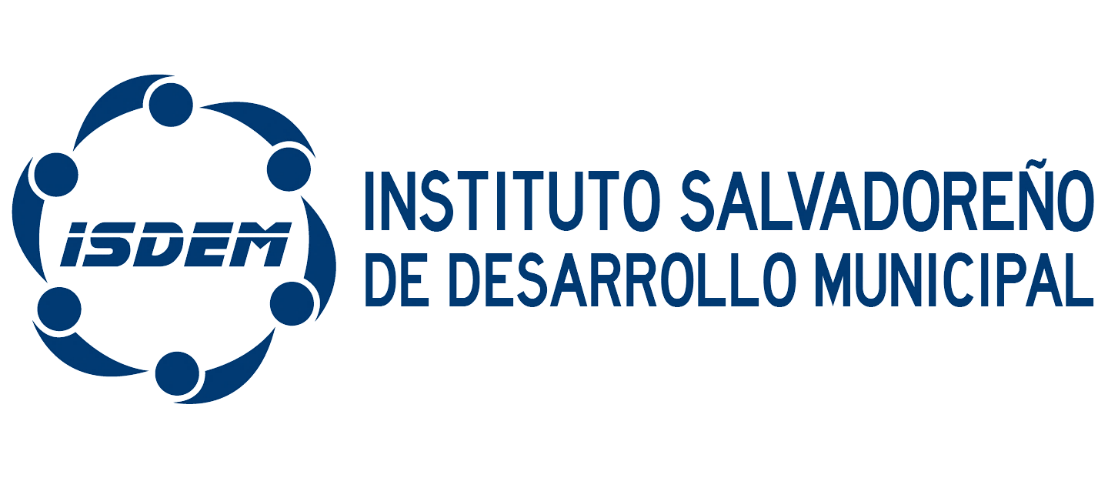 iSDEM
INSTITUTO SALVADOREÑO
DE DESARROLLO MUNICIPAL